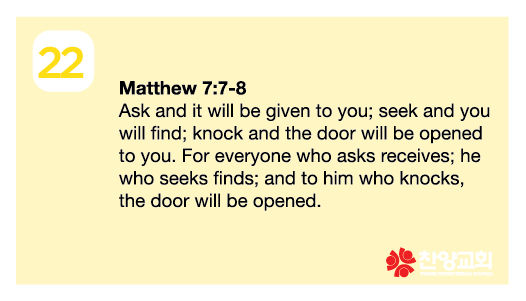 22
Matthew 7:7-8
Ask and it will be given to you; seek and you
will find; knock and the door will be opened
to you. For everyone who asks receives; he
who seeks finds; and to him who knocks,
the door will be opened.
찬양교회